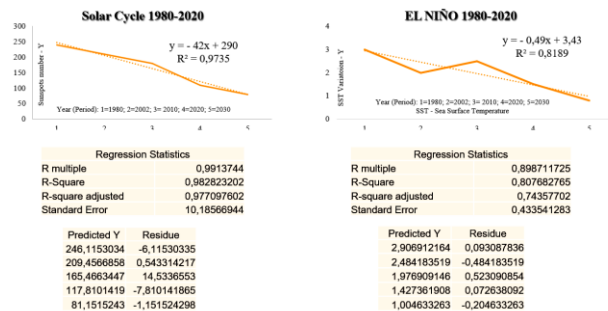 Solar Cycle 1980-2020
300
250
200
150
100
50
0
Sunspots number - Y
y = - 42x + 290
R² = 0,9735
Year (Period): 1=1980; 2=2002; 3= 2010; 4=2020; 5=2030
1 2 3 4 5
Regression Statistics
R multiple 0,9913744
R-Square 0,982823202
R-square adjusted 0,977097602
Standard Error 10,18566944
Predicted Y Residue
246,1153034 -6,11530335
209,4566858 0,543314217
165,4663447 14,5336553
117,8101419 -7,810141865
81,1515243 -1,151524298
EL NIÑO 1980-2020
4
3
2
1
0
SST Variatuon - Y
y = - 0,49x + 3,43
R² = 0,8189
Year (Period): 1=1980; 2=2002; 3= 2010; 4=2020; 5=2030
SST - Sea Surface Temperature
1 2 3 4 5
Regression Statistics
R multiple 0,898711725
R-Square 0,807682765
R-square adjusted 0,74357702
Standard Error 0,433541283
Predicted Y Residue
2,906912164 0,093087836
2,484183519 -0,484183519
1,976909146 0,523090854
1,427361908 0,072638092
1,004633263 -0,204633263